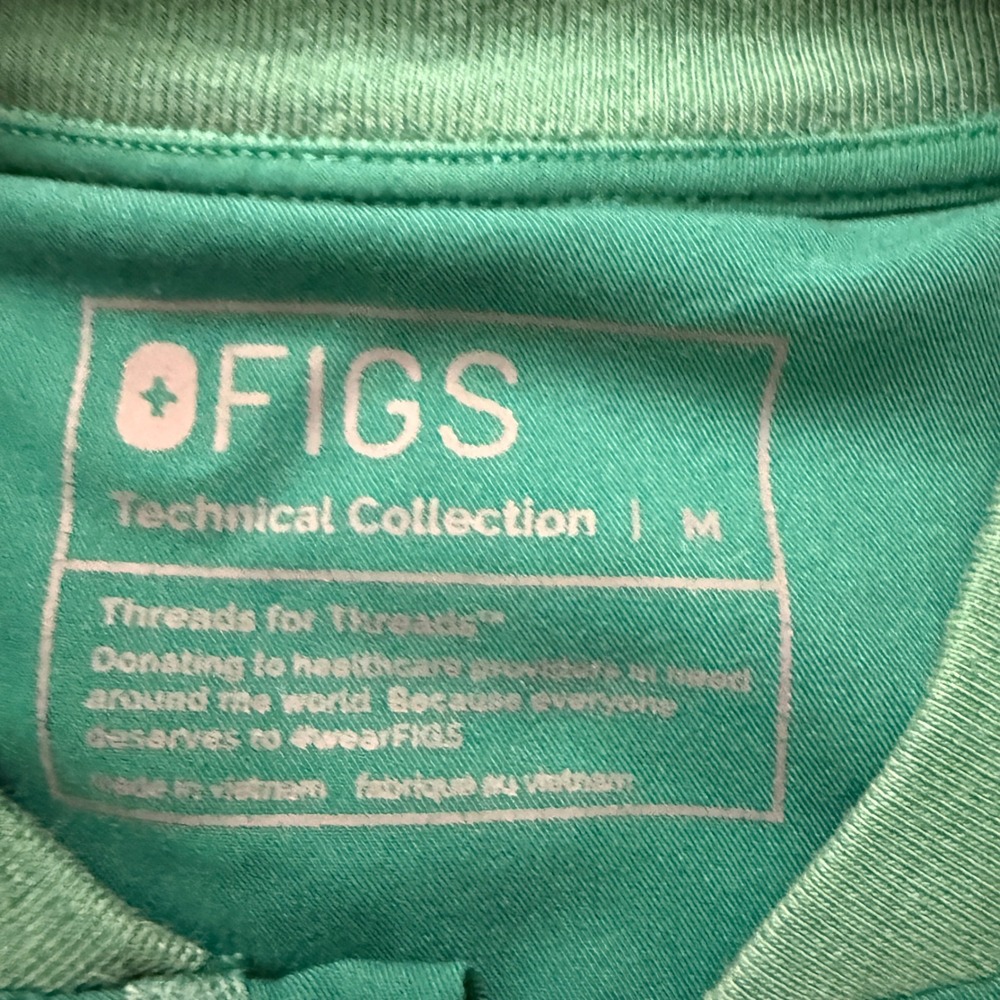 FIGS
Technical Collection | M
Threads for Threads™
Donating to healthcare providers in need
around the world. Because everyone
deserves to #wearFIGS
made in vietnam fabriqué au vietnam